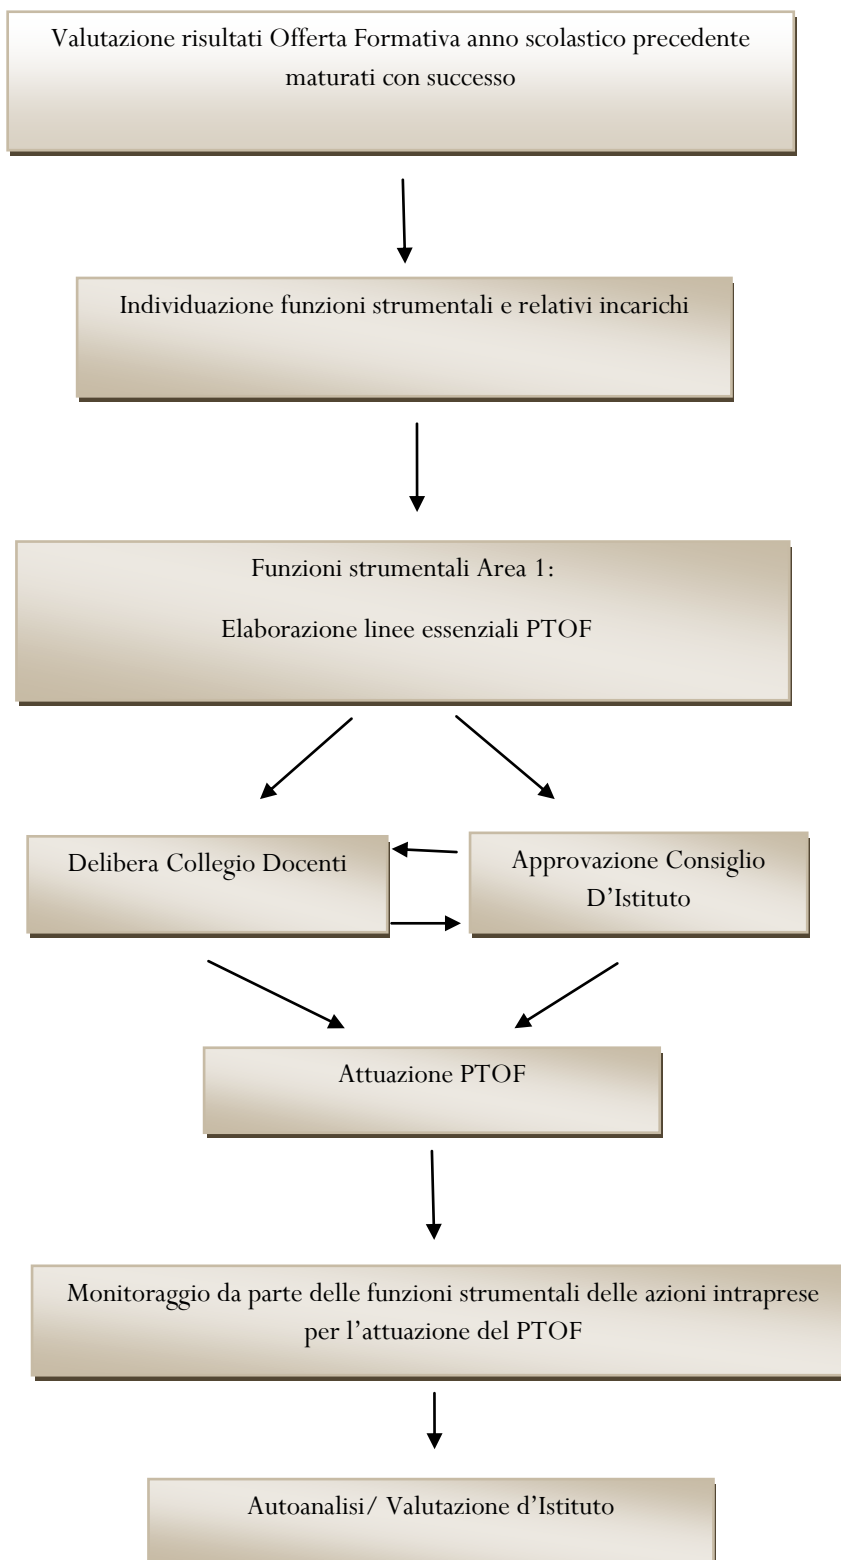 Valutazione risultati Offerta Formativa anno scolastico precedente
maturati con successo
Individuazione funzioni strumentali e relativi incarichi
Funzioni strumentali Area 1:
Elaborazione linee essenziali PTOF
Delibera Collegio Docenti
Approvazione Consiglio
D’Istituto
Attuazione PTOF
Monitoraggio da parte delle funzioni strumentali delle azioni intraprese
per l’attuazione del PTOF
Autoanalisi/ Valutazione d’Istituto